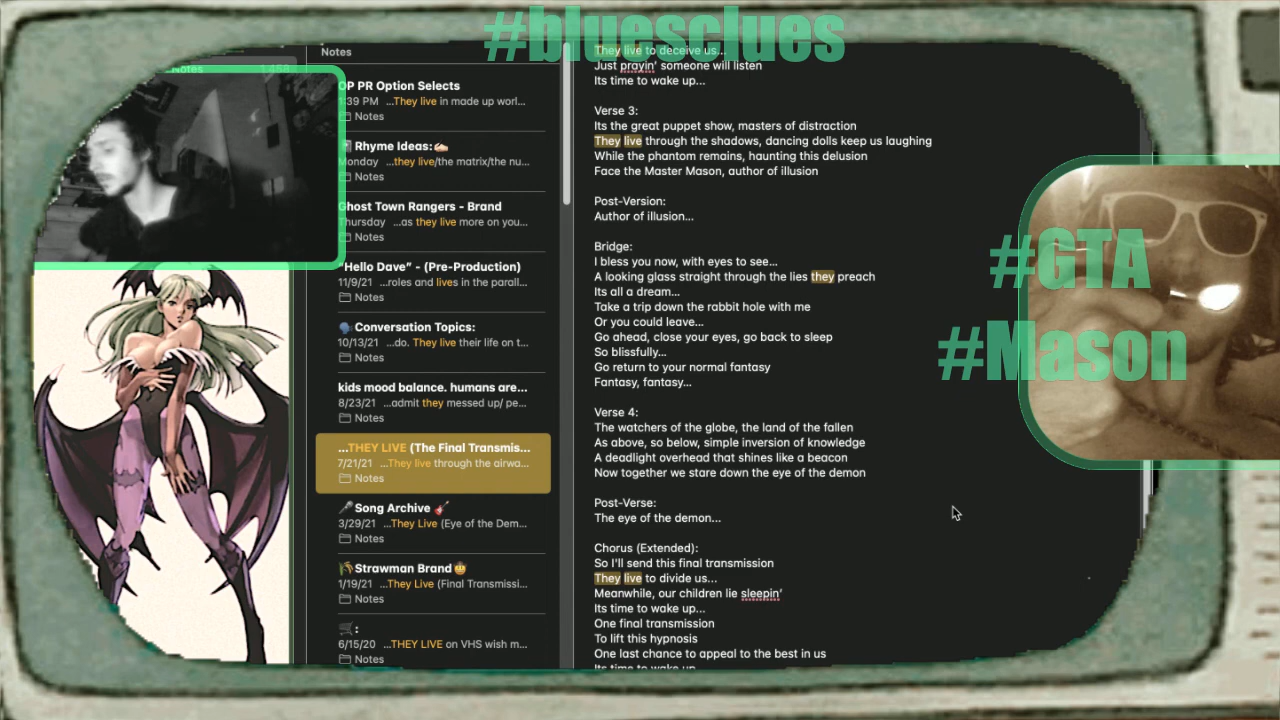 #bluesclues
Notes
Notes
1,458
OP PR Option Selects
1:39 PM ...They live in made up worl...
Notes
Rhyme Ideas:✍🏻
Monday ...they live/the matrix/the nu...
Notes
Ghost Town Rangers - Brand
Thursday ...as they live more on you...
Notes
"Hello Dave" - (Pre-Production)
11/9/21 ...roles and lives in the parall...
Notes
🗣️Conversation Topics:
10/13/21 ...do. They live their life on t...
Notes
kids mood balance. humans are...
8/23/21 ...admit they messed up/ pe...
Notes
...THEY LIVE (The Final Transmis...
7/21/21 ...They live through the airwa...
Notes
🎤Song Archive 🎸
3/29/21 ...They Live (Eye of the Dem...
Notes
🌾Strawman Brand🤠
1/19/21 ...They Live (Final Transmissi...
Notes
🛒:
6/15/20 ...THEY LIVE on VHS wish m...
Notes
They live to deceive us...
Just prayin' someone will listen
Its time to wake up...
Verse 3:
Its the great puppet show, masters of distraction
They live through the shadows, dancing dolls keep us laughing
While the phantom remains, haunting this delusion
Face the Master Mason, author of illusion
Post-Version:
Author of illusion...
Bridge:
I bless you now, with eyes to see...
A looking glass straight through the lies they preach
Its all a dream...
Take a trip down the rabbit hole with me
Or you could leave...
Go ahead, close your eyes, go back to sleep
So blissfully...
Go return to your normal fantasy
Fantasy, fantasy...
Verse 4:
The watchers of the globe, the land of the fallen
As above, so below, simple inversion of knowledge
A deadlight overhead that shines like a beacon
Now together we stare down the eye of the demon
Post-Verse:
The eye of the demon...
Chorus (Extended):
So I'll send this final transmission
They live to divide us...
Meanwhile, our children lie sleepin'
Its time to wake up...
One final transmission
To lift this hypnosis
One last chance to appeal to the best in us
Its time to wake up
#GTA
#Mason